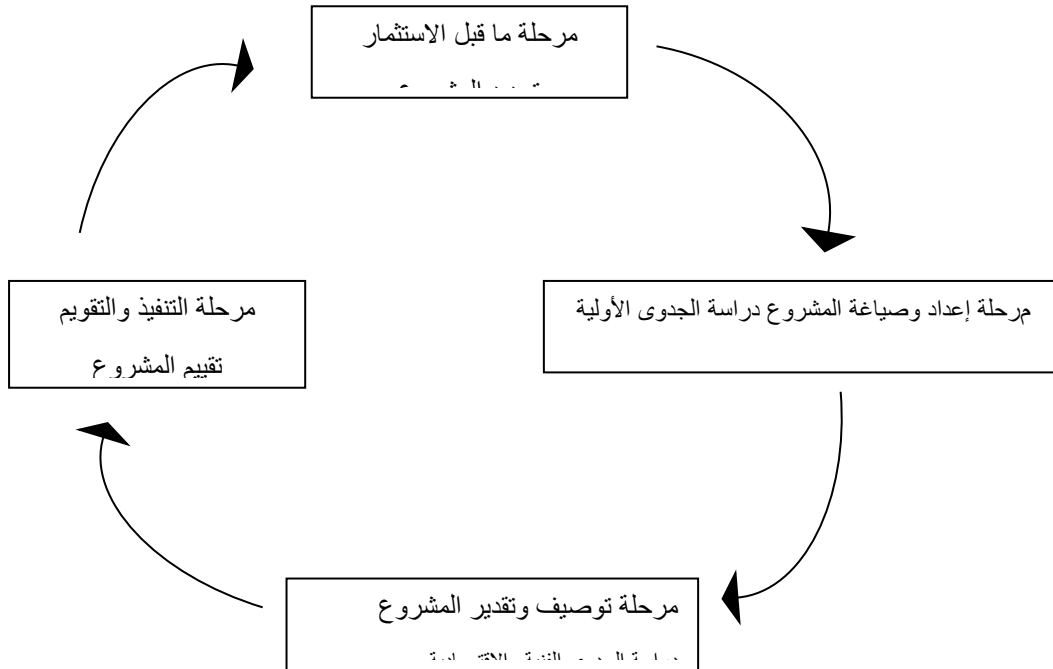 مرحلة ما قبل الاستثمار
مرحلة إعداد وصياغة المشروع دراسة الجدوى الأولية
مرحلة التنفيذ والتقويم
تقييم المشروع
مرحلة توصيف وتقدير المشروع